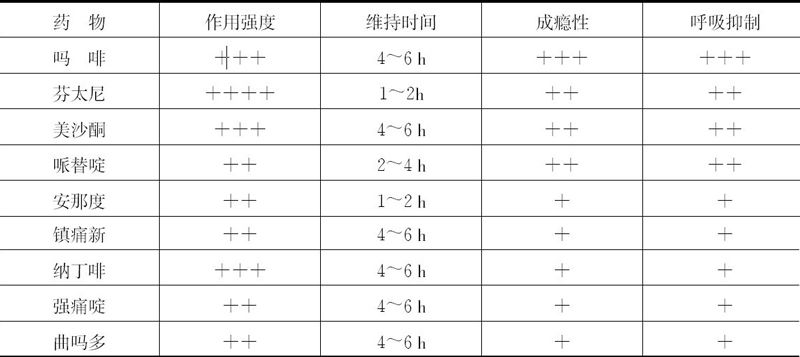 药 物 作用强度 维持时间 成瘾性 呼吸抑制
吗 啡 +++ 4～6 h +++ +++
芬太尼 ++++ 1～2h ++ ++
美沙酮 +++ 4～6 h ++ ++
哌替啶 ++ 2～4 h ++ ++
安那度 ++ 1～2 h + +
镇痛新 ++ 4～6 h + +
纳丁啡 +++ 4～6 h + +
强痛啶 ++ 4～6 h + +
曲吗多 ++ 4～6 h + +